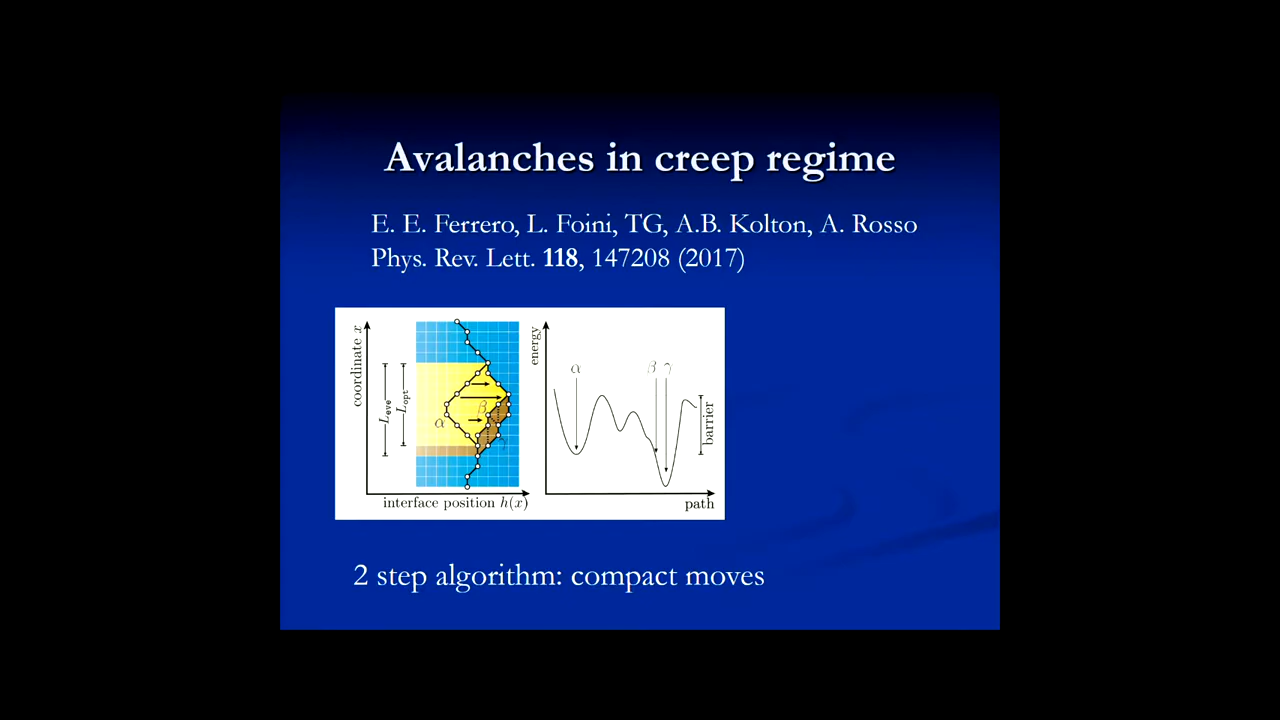 Avalanches in creep regime
E. E. Ferrero, L. Foini, TG, A.B. Kolton, A. Rosso
Phys. Rev. Lett. 118, 147208 (2017)
coordinate x
L_eve
L_opt
α
β
interface position h(x)
energy
α
β
γ
barrier
path
2 step algorithm: compact moves